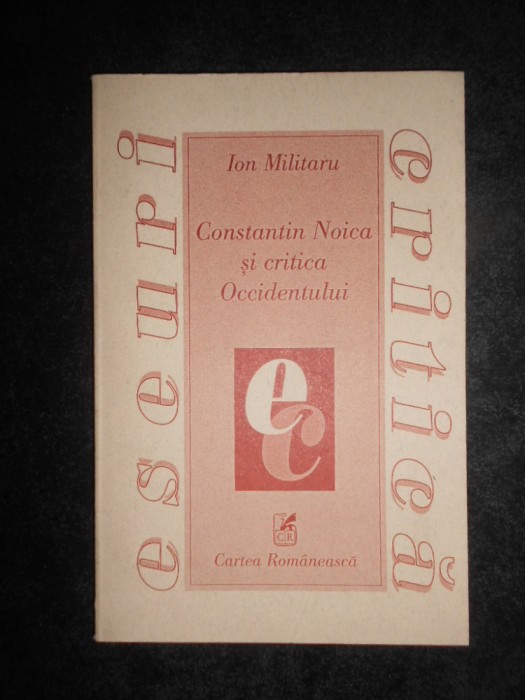 eseuri
Ion Militaru
Constantin Noica
și critica
Occidentului
ec
CR
Cartea Românească
critică